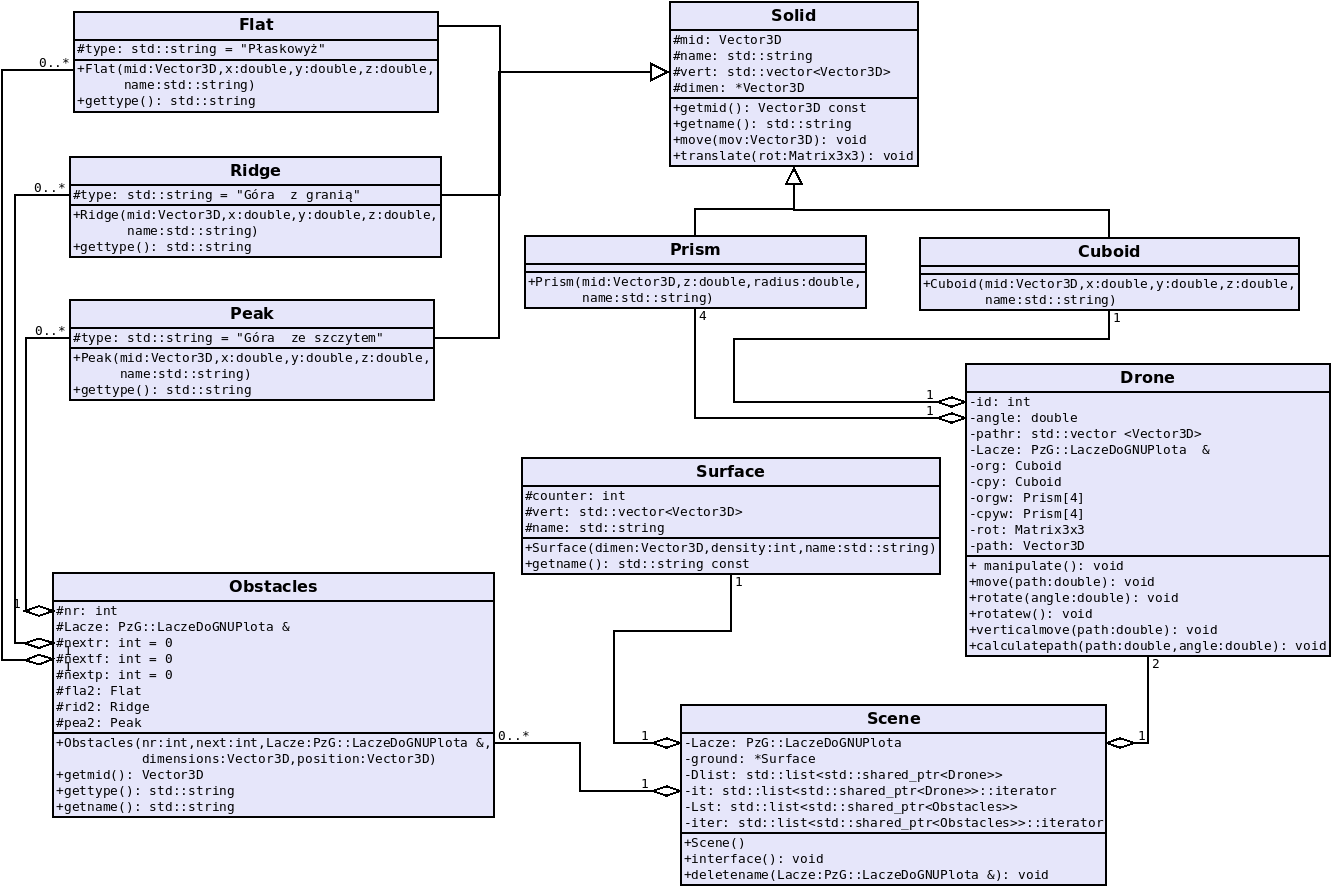 Flat
#type: std::string = "Płaskowyż"
+Flat(mid:Vector3D,x:double,y:double,z:double,
name:std::string)
+gettype(): std::string
0..*
Ridge
#type: std::string = "Góra  z granią"
+Ridge(mid:Vector3D,x:double,y:double,z:double,
name:std::string)
+gettype(): std::string
0..*
Peak
#type: std::string = "Góra  ze szczytem"
+Peak(mid:Vector3D,x:double,y:double,z:double,
name:std::string)
+gettype(): std::string
0..*
Solid
#mid: Vector3D
#name: std::string
#vert: std::vector<Vector3D>
#dimen: *Vector3D
+getmid(): Vector3D const
+getname(): std::string
+move(mov:Vector3D): void
+translate(rot:Matrix3x3): void
Prism
+Prism(mid:Vector3D,z:double,radius:double,
name:std::string)
4
Cuboid
+Cuboid(mid:Vector3D,x:double,y:double,z:double,
name:std::string)
1
Drone
-id: int
-angle: double
-pathr: std::vector <Vector3D>
-Lacze: PzG::LaczeDoGNUPlota  &
-org: Cuboid
-cpy: Cuboid
-orgw: Prism[4]
-cpyw: Prism[4]
-rot: Matrix3x3
-path: Vector3D
+ manipulate(): void
+move(path:double): void
+rotate(angle:double): void
+rotatew(): void
+verticalmove(path:double): void
+calculatepath(path:double,angle:double): void
1
1
2
Surface
#counter: int
#vert: std::vector<Vector3D>
#name: std::string
+Surface(dimen:Vector3D,density:int,name:std::string)
+getname(): std::string const
1
Obstacles
#nr: int
#Lacze: PzG::LaczeDoGNUPlota &
#nextr: int = 0
#nextf: int = 0
#nextp: int = 0
#fla2: Flat
#rid2: Ridge
#pea2: Peak
+Obstacles(nr:int,next:int,Lacze:PzG::LaczeDoGNUPlota &,
dimensions:Vector3D,position:Vector3D)
+getmid(): Vector3D
+gettype(): std::string
+getname(): std::string
1
1
1
0..*
Scene
-Lacze: PzG::LaczeDoGNUPlota
-ground: *Surface
-Dlist: std::list<std::shared_ptr<Drone>>
-it: std::list<std::shared_ptr<Drone>>::iterator
-Lst: std::list<std::shared_ptr<Obstacles>>
-iter: std::list<std::shared_ptr<Obstacles>>::iterator
+Scene()
+interface(): void
+deletename(Lacze:PzG::LaczeDoGNUPlota &): void
1
1
1